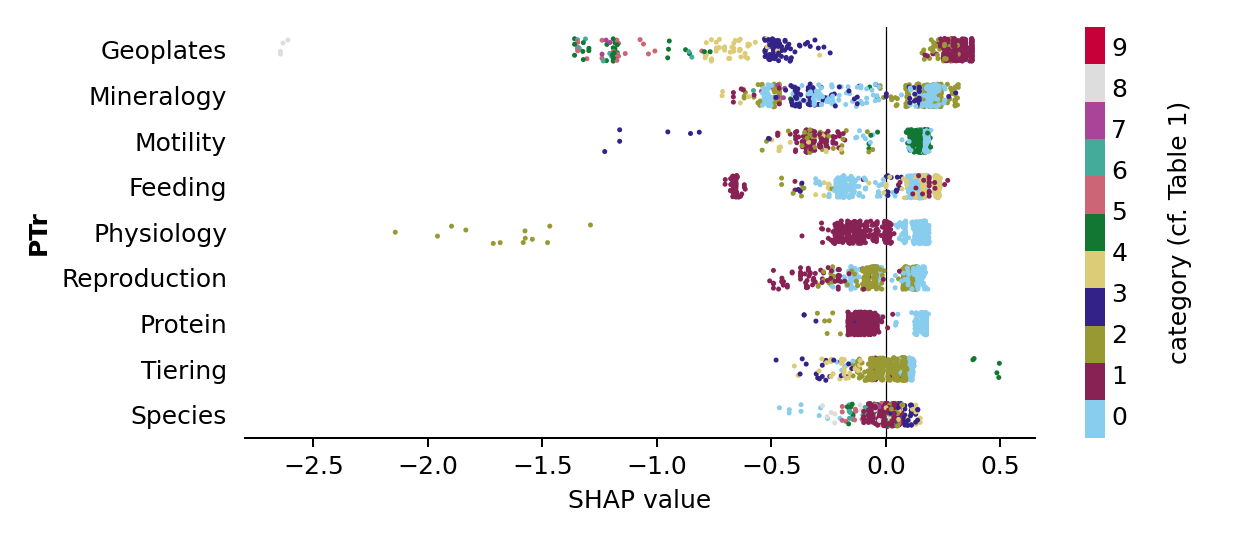 PTr
Geoplates
Mineralogy
Motility
Feeding
Physiology
Reproduction
Protein
Tiering
Species
−2.5 −2.0 −1.5 −1.0 −0.5 0.0 0.5
SHAP value
9
8
7
6
5
4
3
2
1
0
category (cf. Table 1)